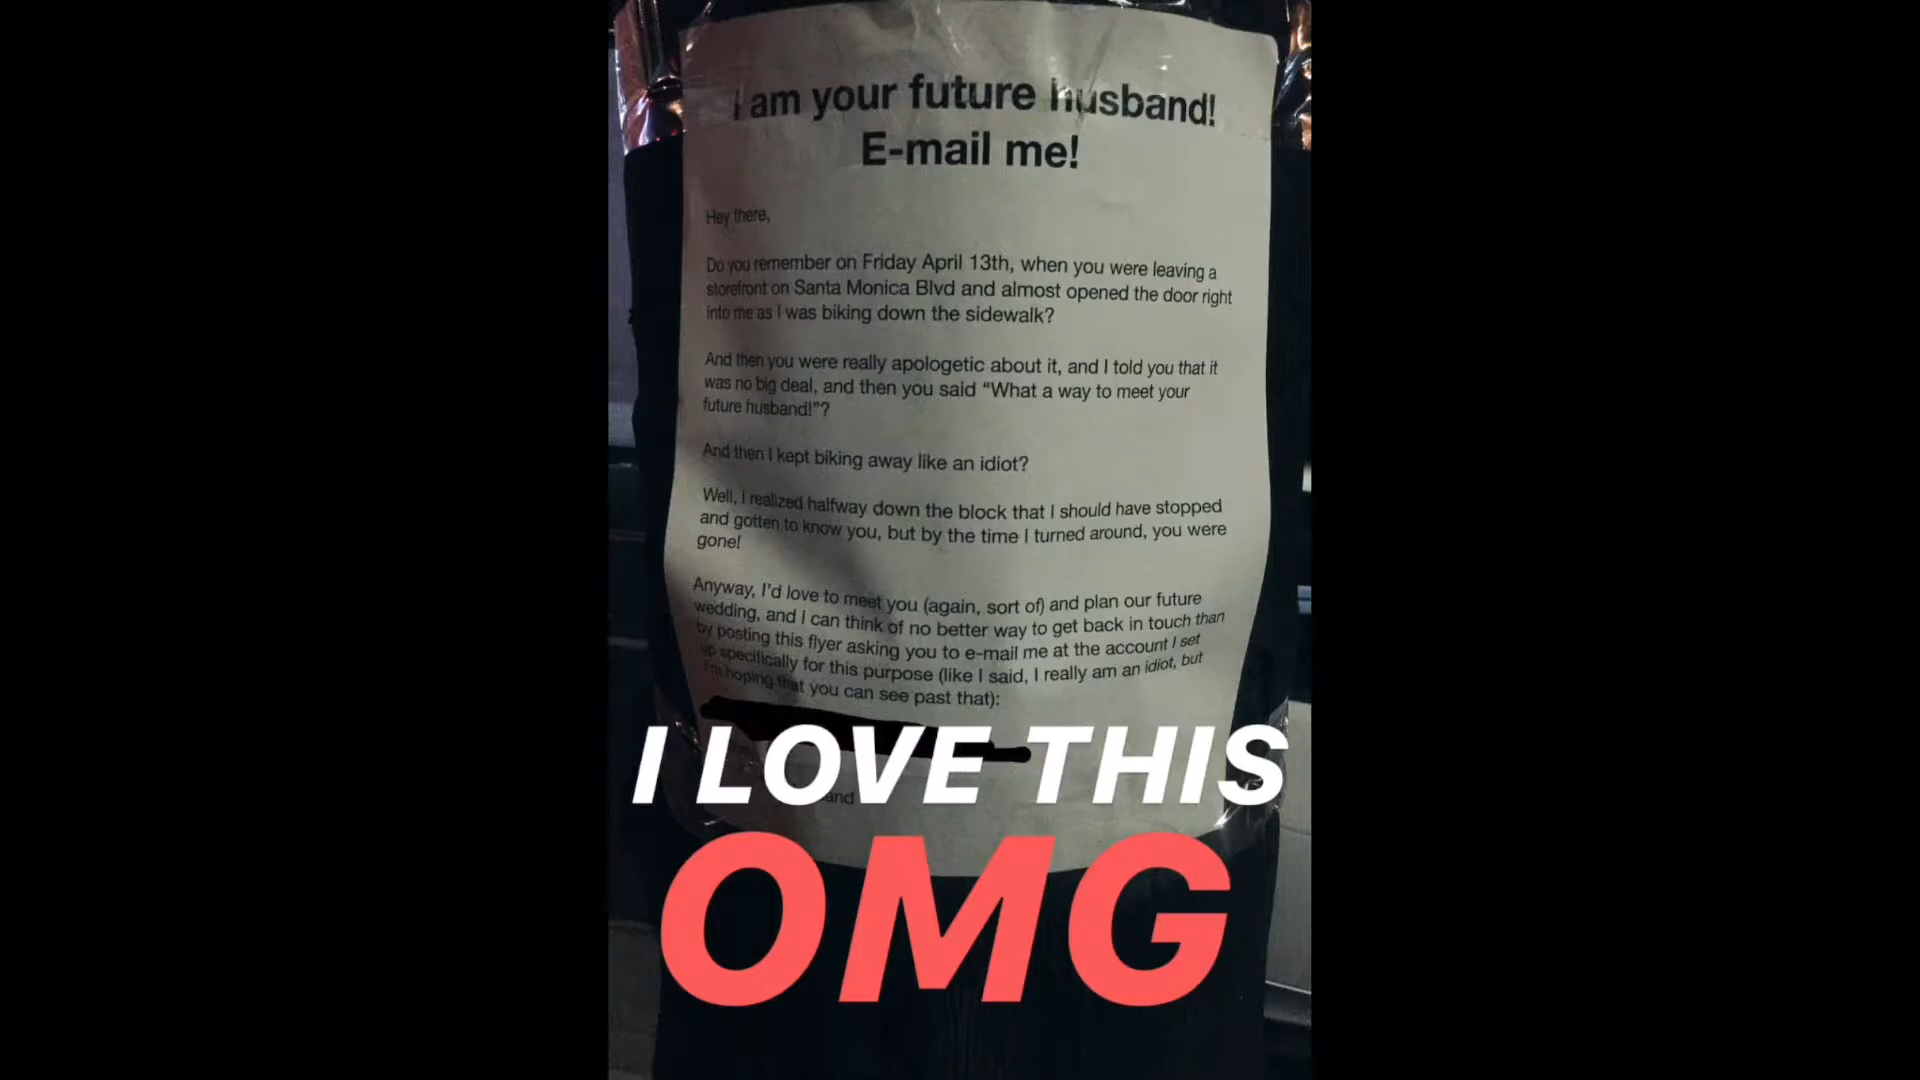 I am your future husband!
E-mail me!
Hey there,
Do you remember on Friday April 13th, when you were leaving a
storefront on Santa Monica Blvd and almost opened the door right
into me as I was biking down the sidewalk?
And then you were really apologetic about it, and I told you that it
was no big deal, and then you said “What a way to meet your
future husband!”?
And then I kept biking away like an idiot?
Well, I realized halfway down the block that I should have stopped
and gotten to know you, but by the time I turned around, you were
gone!
Anyway, I'd love to meet you (again, sort of) and plan our future
wedding, and I can think of no better way to get back in touch than
by posting this flyer asking you to e-mail me at the account I set
up specifically for this purpose (like I said, I really am an idiot, but
I'm hoping that you can see past that):
I LOVE THIS
OMG